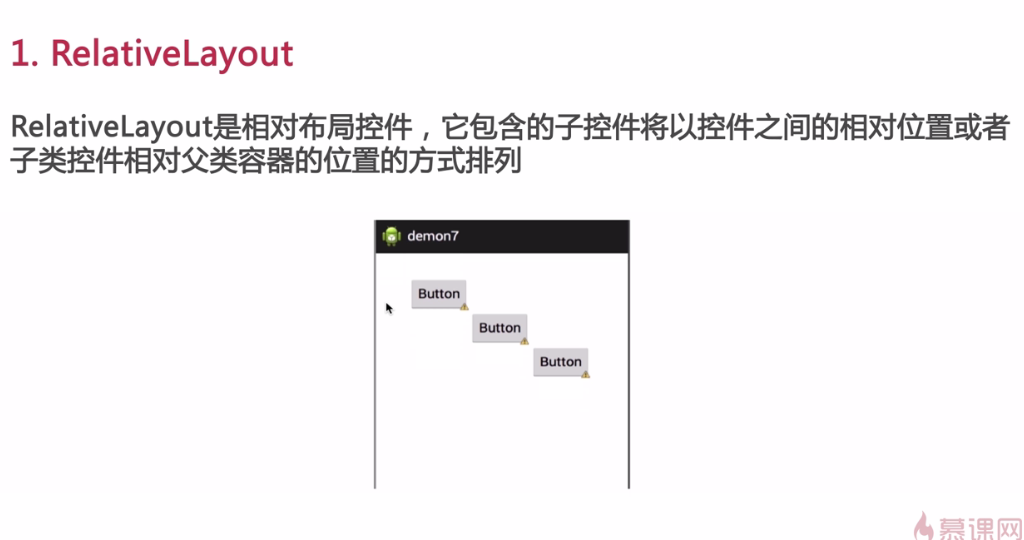 1. RelativeLayout
RelativeLayout是相对布局控件，它包含的子控件将以控件之间的相对位置或者
子类控件相对父类容器的位置的方式排列
demon7
Button
Button
Button
慕课网